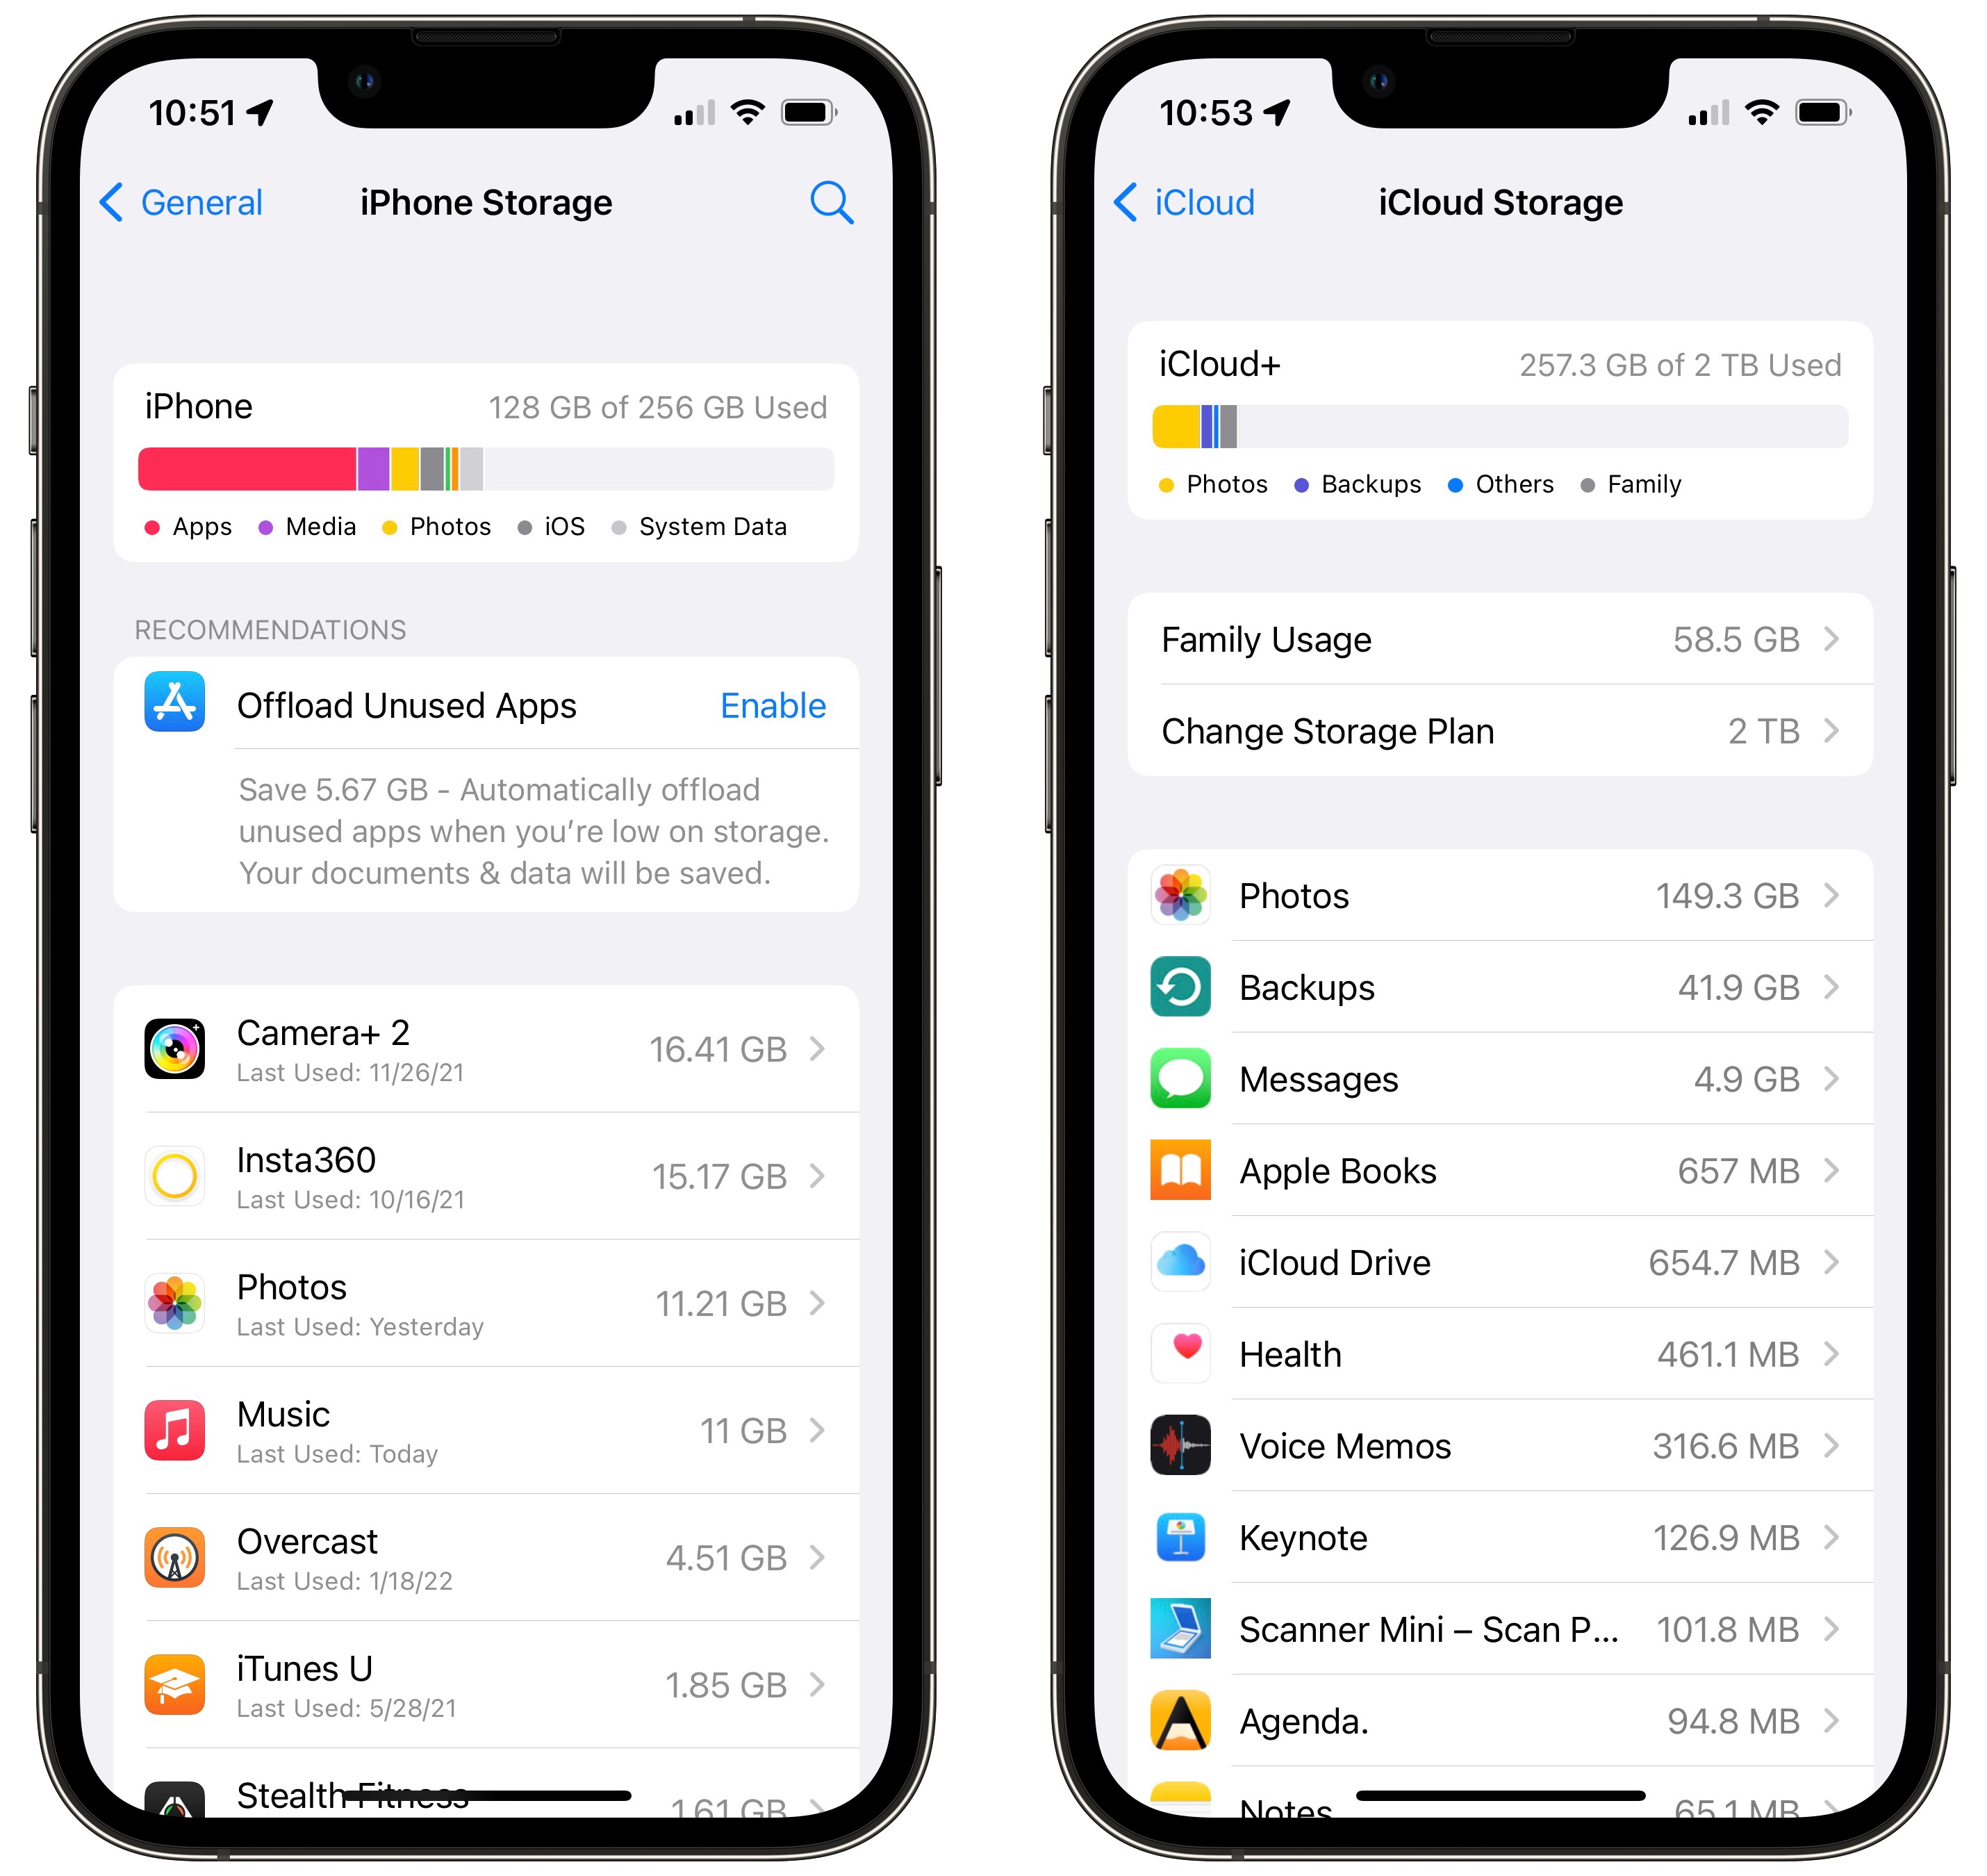 10:51
General
iPhone Storage
iPhone
128 GB of 256 GB Used
Apps
Media
Photos
iOS
System Data
RECOMMENDATIONS
Offload Unused Apps
Enable
Save 5.67 GB - Automatically offload
unused apps when you’re low on storage.
Your documents & data will be saved.
Camera+ 2
16.41 GB
Last Used: 11/26/21
Insta360
15.17 GB
Last Used: 10/16/21
Photos
11.21 GB
Last Used: Yesterday
Music
11 GB
Last Used: Today
Overcast
4.51 GB
Last Used: 1/18/22
iTunes U
1.85 GB
Last Used: 5/28/21
Stealth Fitness
1.61 GB
10:53
iCloud
iCloud Storage
iCloud+
257.3 GB of 2 TB Used
Photos
Backups
Others
Family
Family Usage
58.5 GB
Change Storage Plan
2 TB
Photos
149.3 GB
Backups
41.9 GB
Messages
4.9 GB
Apple Books
657 MB
iCloud Drive
654.7 MB
Health
461.1 MB
Voice Memos
316.6 MB
Keynote
126.9 MB
Scanner Mini – Scan P...
101.8 MB
Agenda.
94.8 MB
Notes
65.1 MB